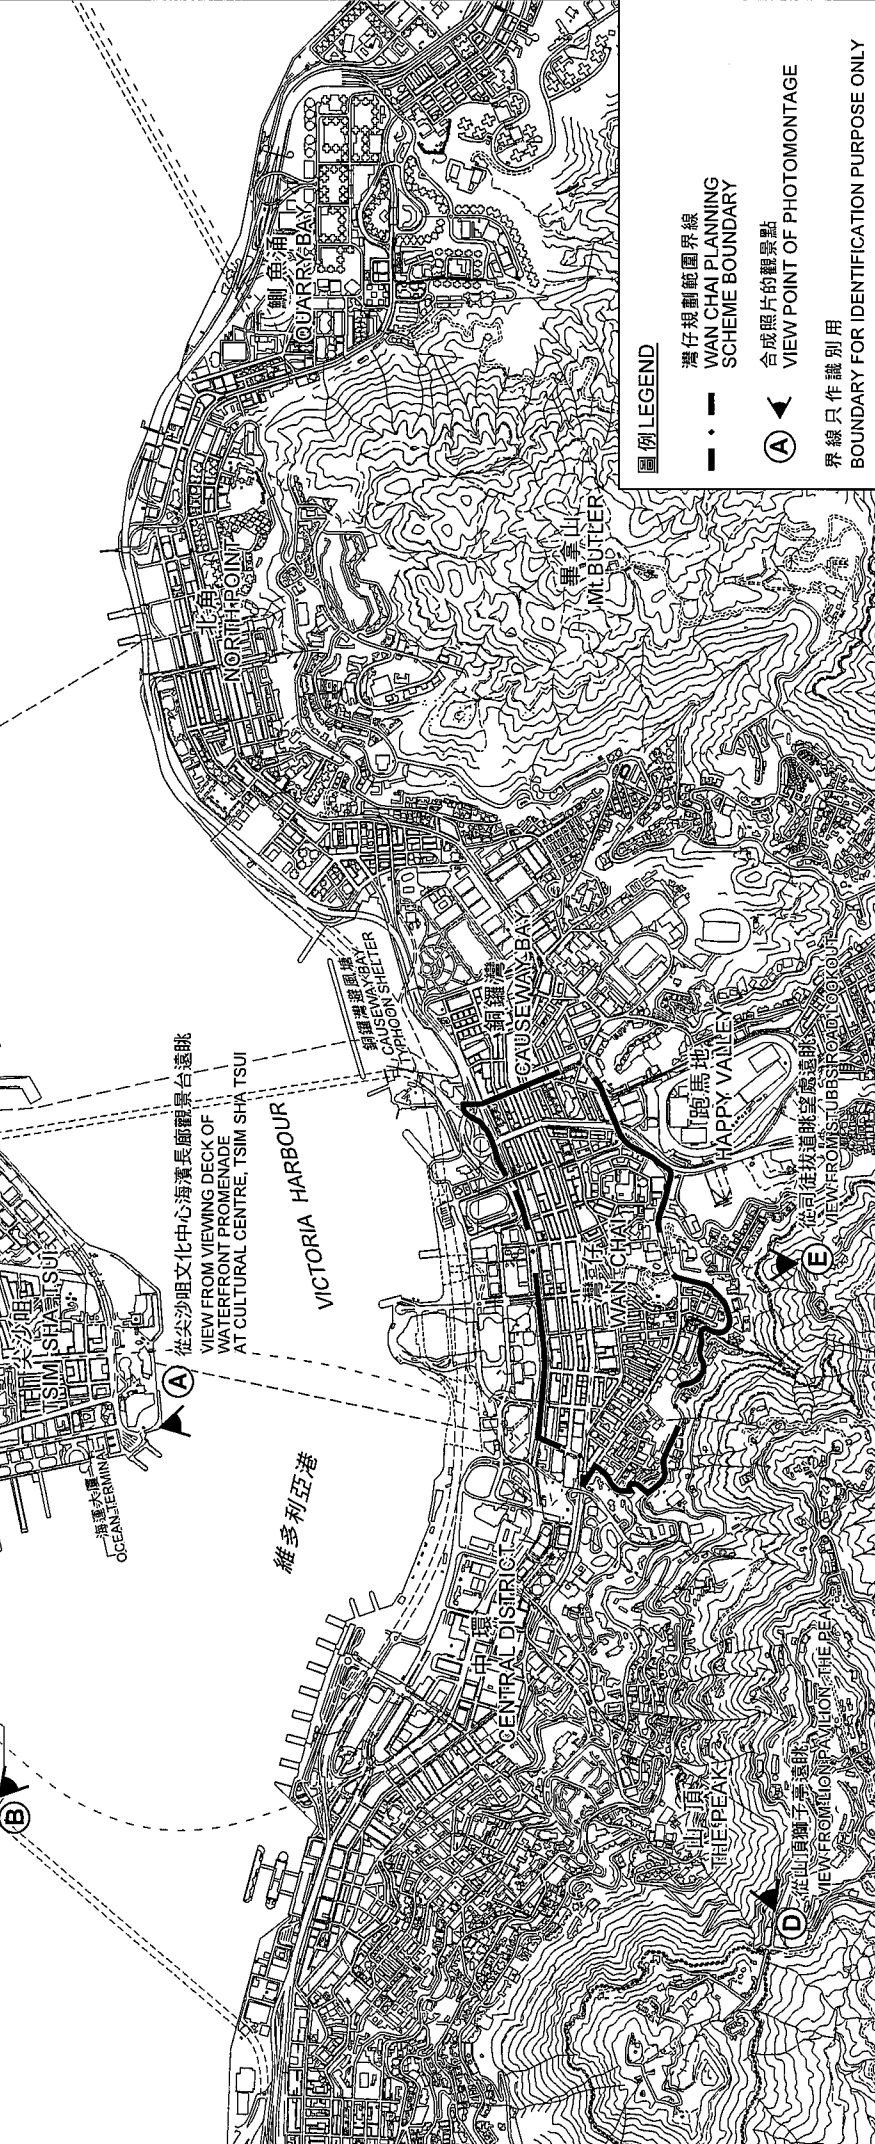 尖沙咀
TSIM SHA TSUI
海運大廈
OCEAN TERMINAL
A
從尖沙咀文化中心海濱長廊觀景台遠眺
VIEW FROM VIEWING DECK OF
WATERFRONT PROMENADE
AT CULTURAL CENTRE, TSIM SHA TSUI
B
維多利亞港
VICTORIA HARBOUR
銅鑼灣避風塘
CAUSEWAY BAY
TYPHOON SHELTER
北角
NORTH POINT
鰂魚涌
QUARRY BAY
中環
CENTRAL DISTRICT
灣仔
WAN CHAI
銅鑼灣
CAUSEWAY BAY
跑馬地
HAPPY VALLEY
畢拿山
Mt. BUTLER
山頂
THE PEAK
D
從山頂獅子亭遠眺
VIEW FROM LION PAVILION, THE PEAK
E
從司徒拔道眺望處遠眺
VIEW FROM STUBBS ROAD LOOKOUT
圖例 LEGEND
灣仔規劃範圍界線
WAN CHAI PLANNING
SCHEME BOUNDARY
A
合成照片的觀景點
VIEW POINT OF PHOTOMONTAGE
界線只作識別用
BOUNDARY FOR IDENTIFICATION PURPOSE ONLY